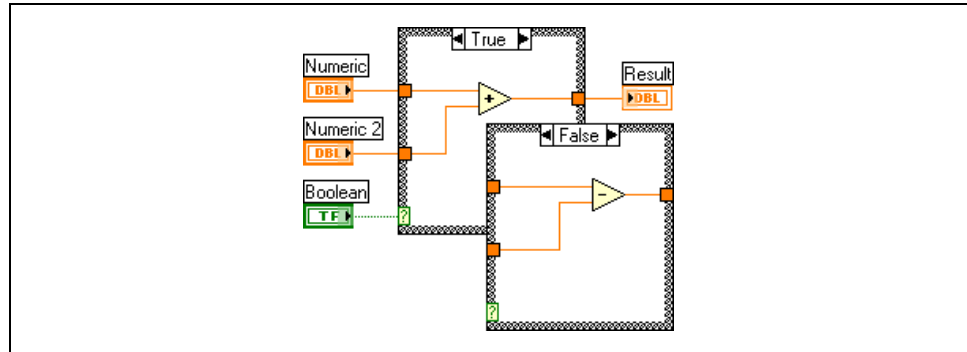 True
Numeric
DBL
Result
DBL
+
Numeric 2
DBL
False
Boolean
TF
?
-
?